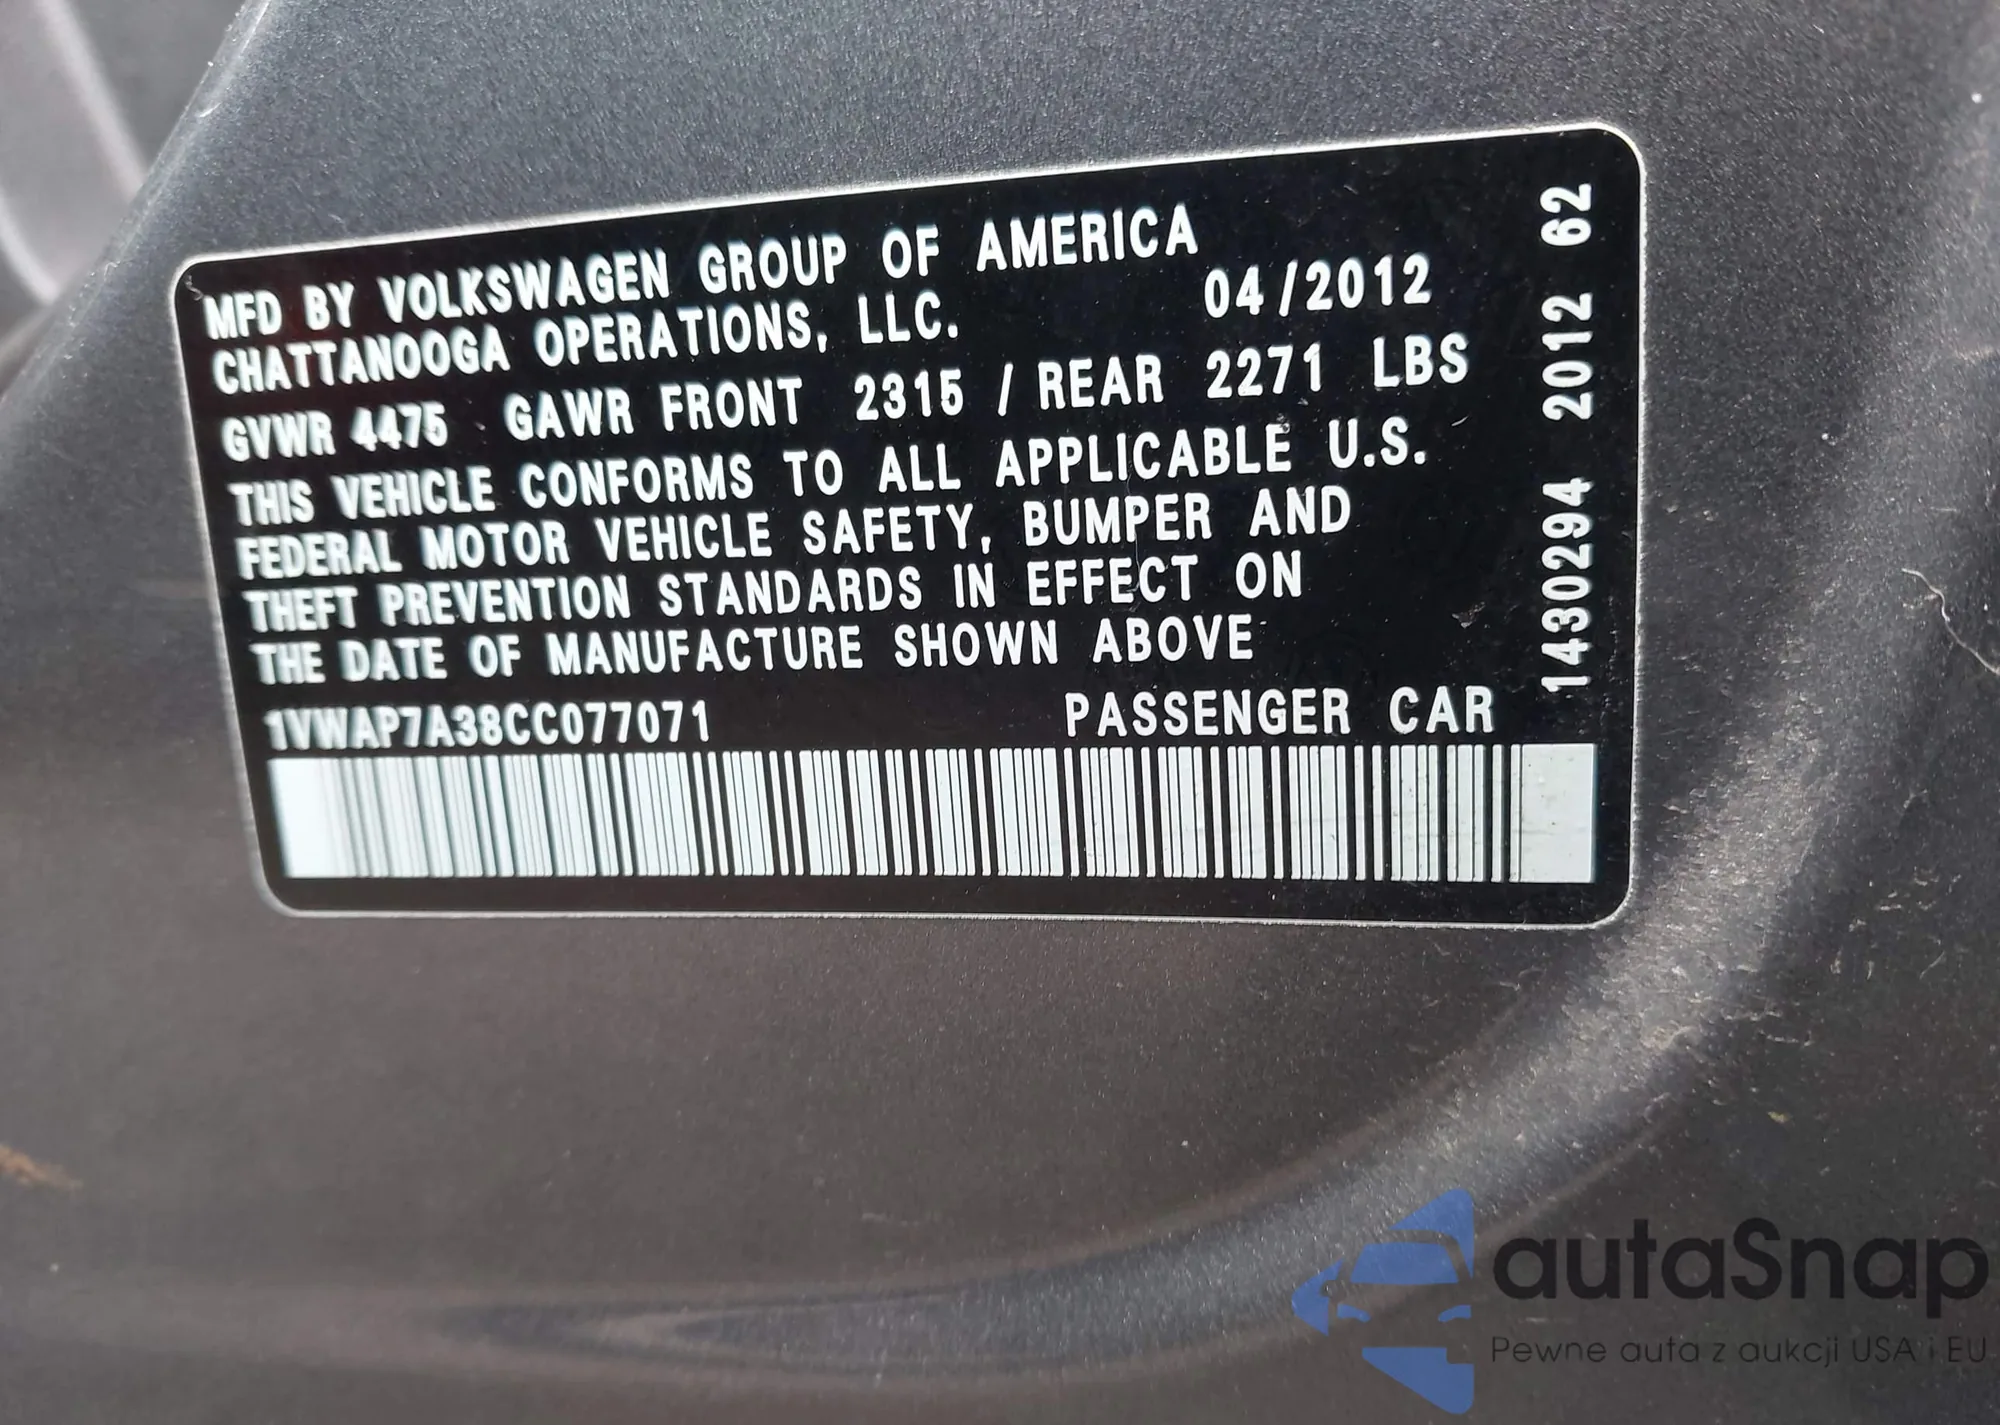 MFD BY VOLKSWAGEN GROUP OF AMERICA
CHATTANOOGA OPERATIONS, LLC. 04/2012
GVWR 4475 GAWR FRONT 2315 / REAR 2271 LBS
THIS VEHICLE CONFORMS TO ALL APPLICABLE U.S.
FEDERAL MOTOR VEHICLE SAFETY, BUMPER AND
THEFT PREVENTION STANDARDS IN EFFECT ON
THE DATE OF MANUFACTURE SHOWN ABOVE
1VWAP7A38CC077071 PASSENGER CAR
1430294 2012 62
autaSnap
Pewne auta z aukcji USA i EU